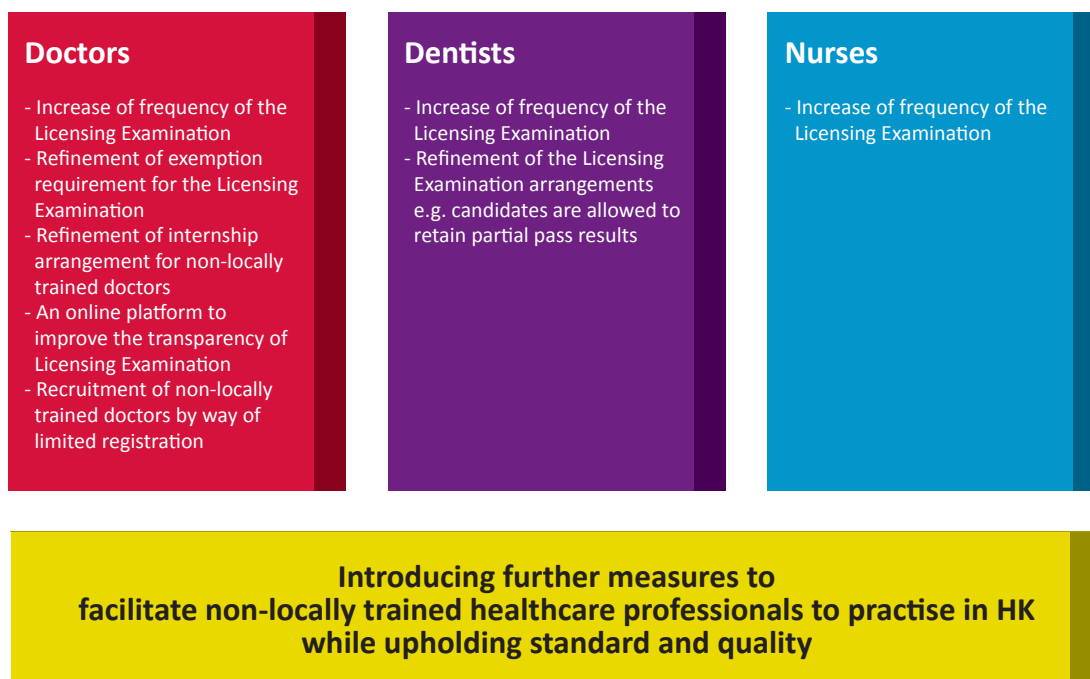 Doctors
- Increase of frequency of the
Licensing Examination
- Refinement of exemption
requirement for the Licensing
Examination
- Refinement of internship
arrangement for non-locally
trained doctors
- An online platform to
improve the transparency of
Licensing Examination
- Recruitment of non-locally
trained doctors by way of
limited registration
Dentists
- Increase of frequency of the
Licensing Examination
- Refinement of the Licensing
Examination arrangements
e.g. candidates are allowed to
retain partial pass results
Nurses
- Increase of frequency of the
Licensing Examination
Introducing further measures to
facilitate non-locally trained healthcare professionals to practise in HK
while upholding standard and quality